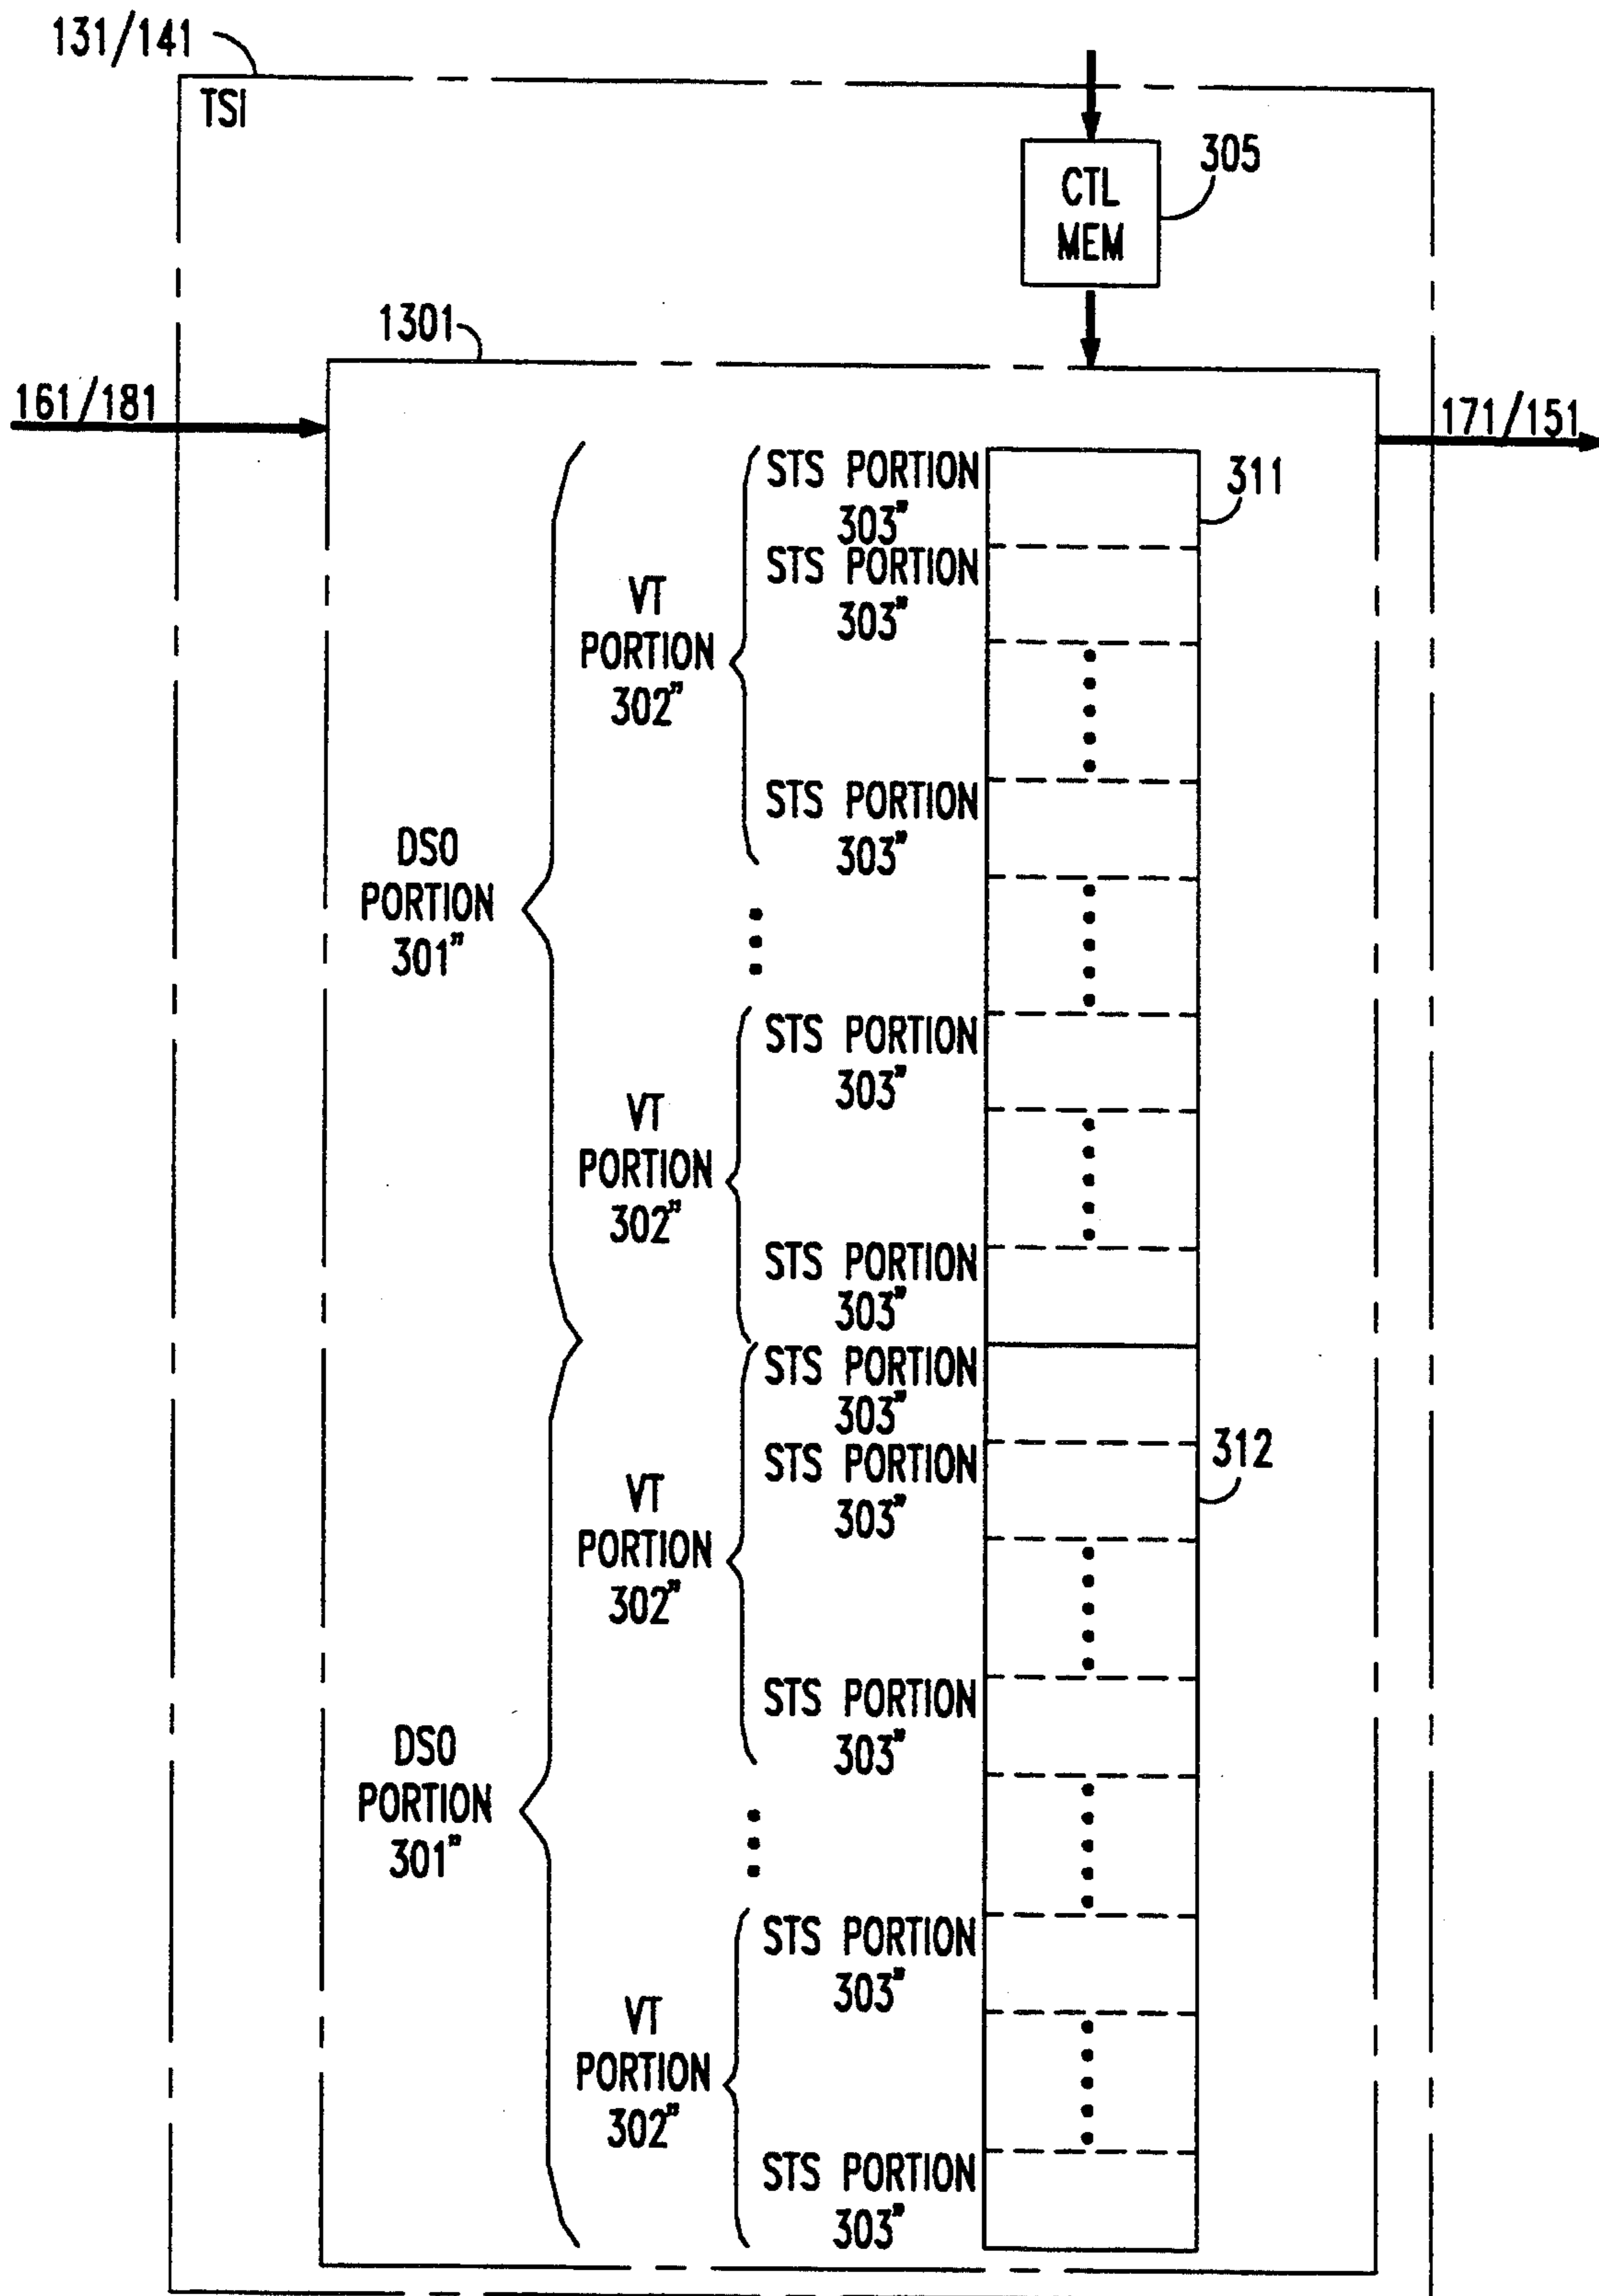 131/141
TSI
CTL
MEM
305
1301
161/181
171/151
STS PORTION
303"
311
STS PORTION
303"
VT
PORTION
302"
STS PORTION
303"
DS0
PORTION
301"
STS PORTION
303"
VT
PORTION
302"
STS PORTION
303"
STS PORTION
303"
STS PORTION
303"
312
VT
PORTION
302"
STS PORTION
303"
DS0
PORTION
301"
STS PORTION
303"
VT
PORTION
302"
STS PORTION
303"